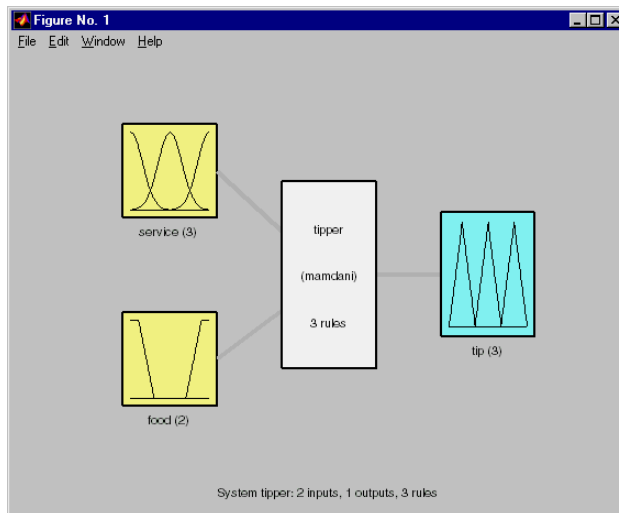 Figure No. 1
File Edit Window Help
service (3)
tipper
(mamdani)
3 rules
tip (3)
food (2)
System tipper: 2 inputs, 1 outputs, 3 rules